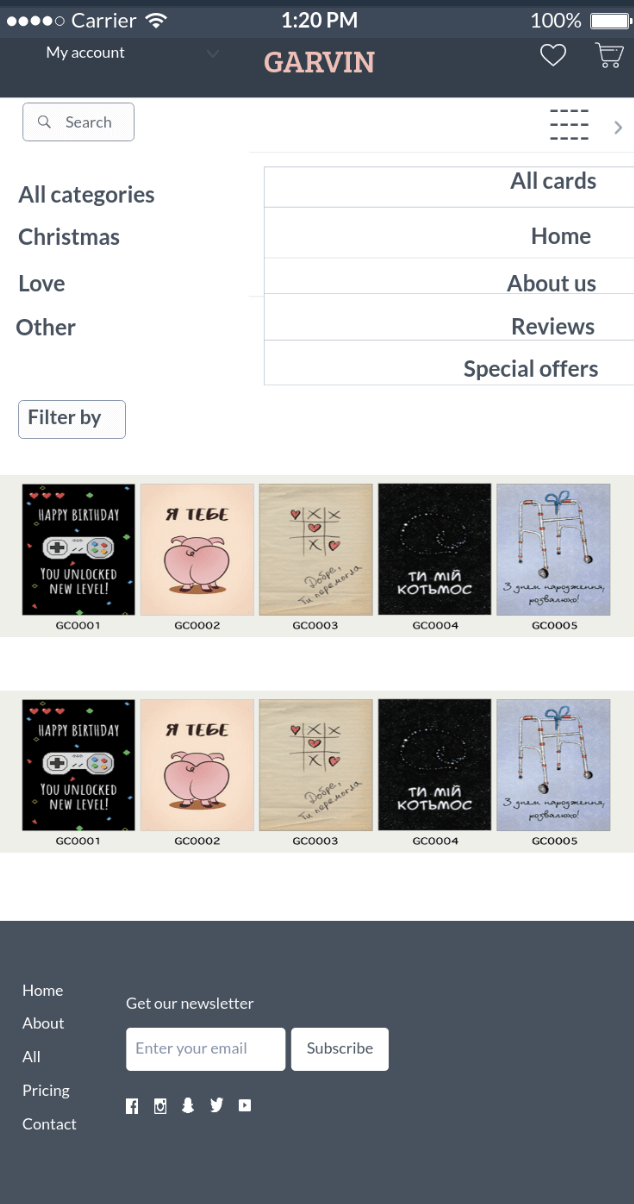 Carrier 1:20 PM 100%
My account
GARVIN
Search
All categories
Christmas
Love
Other
All cards
Home
About us
Reviews
Special offers
Filter by
HAPPY BIRTHDAY
YOU UNLOCKED
NEW LEVEL!
GC0001
Я ТЕБЕ
GC0002
X X
X
Добре,
Ти перемогла
GC0003
ТИ МІЙ
КОТЬМОС
GC0004
З днем народження,
розвалюхо!
GC0005
HAPPY BIRTHDAY
YOU UNLOCKED
NEW LEVEL!
GC0001
Я ТЕБЕ
GC0002
X X
X
Добре,
Ти перемогла
GC0003
ТИ МІЙ
КОТЬМОС
GC0004
З днем народження,
розвалюхо!
GC0005
Home
About
All
Pricing
Contact
Get our newsletter
Enter your email
Subscribe